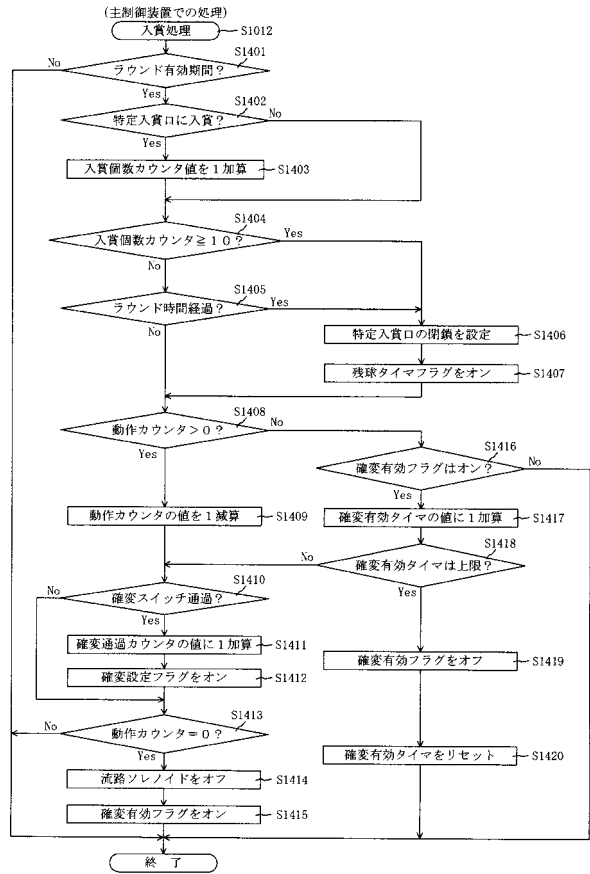 (主制御装置での処理)
入賞処理 S1012
S1401
No ラウンド有効期間？
Yes
S1402
特定入賞口に入賞？ No
Yes
入賞個数カウンタ値を１加算 S1403
S1404
入賞個数カウンタ≧１０？ Yes
No
S1405
ラウンド時間経過？ Yes
No
特定入賞口の閉鎖を設定 S1406
残球タイマフラグをオン S1407
S1408
動作カウンタ＞０？ No
Yes
S1416
確変有効フラグはオン？ No
Yes
動作カウンタの値を１減算 S1409
確変有効タイマの値に１加算 S1417
S1418
No 確変有効タイマは上限？
Yes
S1410
No 確変スイッチ通過？
Yes
確変通過カウンタの値に１加算 S1411
確変設定フラグをオン S1412
確変有効フラグをオフ S1419
S1413
No 動作カウンタ＝０？
Yes
確変有効タイマをリセット S1420
流路ソレノイドをオフ S1414
確変有効フラグをオン S1415
終 了